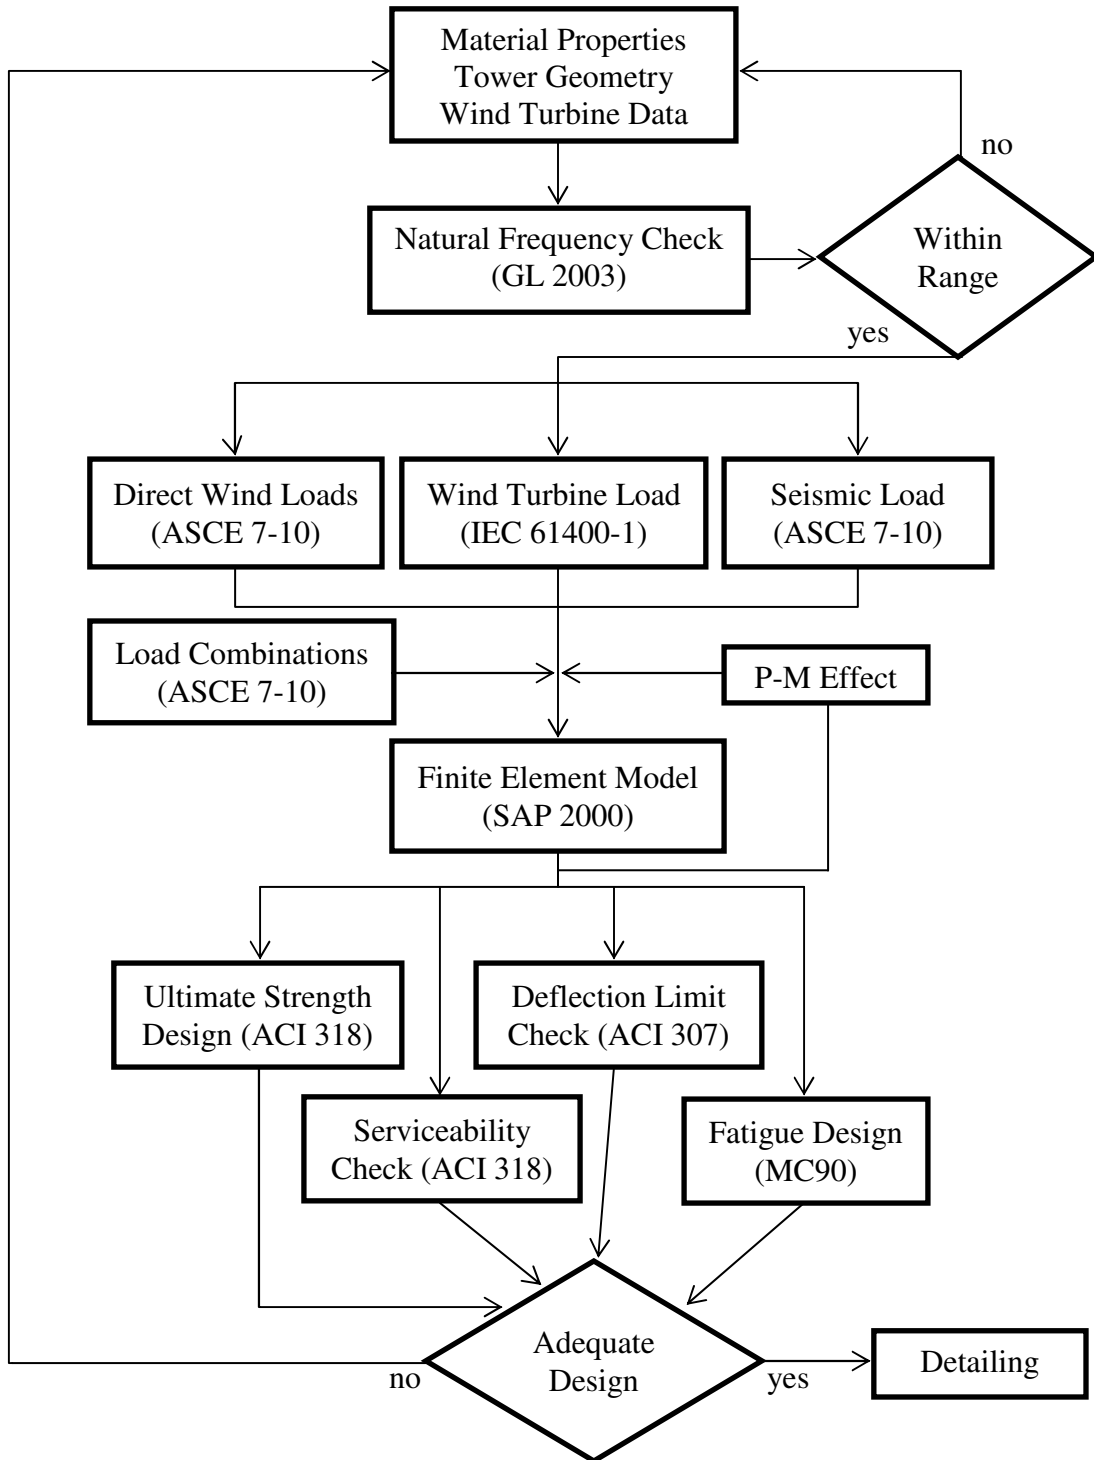 Material Properties
Tower Geometry
Wind Turbine Data
no
Natural Frequency Check
(GL 2003)
Within
Range
yes
Direct Wind Loads
(ASCE 7-10)
Wind Turbine Load
(IEC 61400-1)
Seismic Load
(ASCE 7-10)
Load Combinations
(ASCE 7-10)
P-M Effect
Finite Element Model
(SAP 2000)
Ultimate Strength
Design (ACI 318)
Deflection Limit
Check (ACI 307)
Serviceability
Check (ACI 318)
Fatigue Design
(MC90)
Adequate
Design
no
yes
Detailing